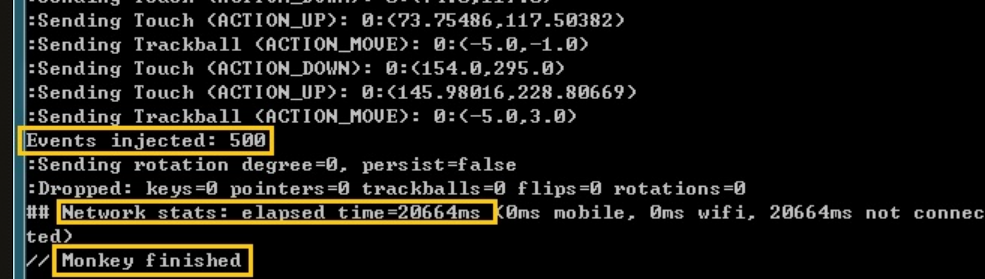 :Sending Touch (ACTION_UP): 0:(73.75486,117.50382)
:Sending Trackball (ACTION_MOVE): 0:(-5.0,-1.0)
:Sending Touch (ACTION_DOWN): 0:(154.0,295.0)
:Sending Touch (ACTION_UP): 0:(145.98016,228.80669)
:Sending Trackball (ACTION_MOVE): 0:(-5.0,3.0)
Events injected: 500
:Sending rotation degree=0, persist=false
:Dropped: keys=0 pointers=0 trackballs=0 flips=0 rotations=0
## Network stats: elapsed time=20664ms (0ms mobile, 0ms wifi, 20664ms not connec
ted)
// Monkey finished